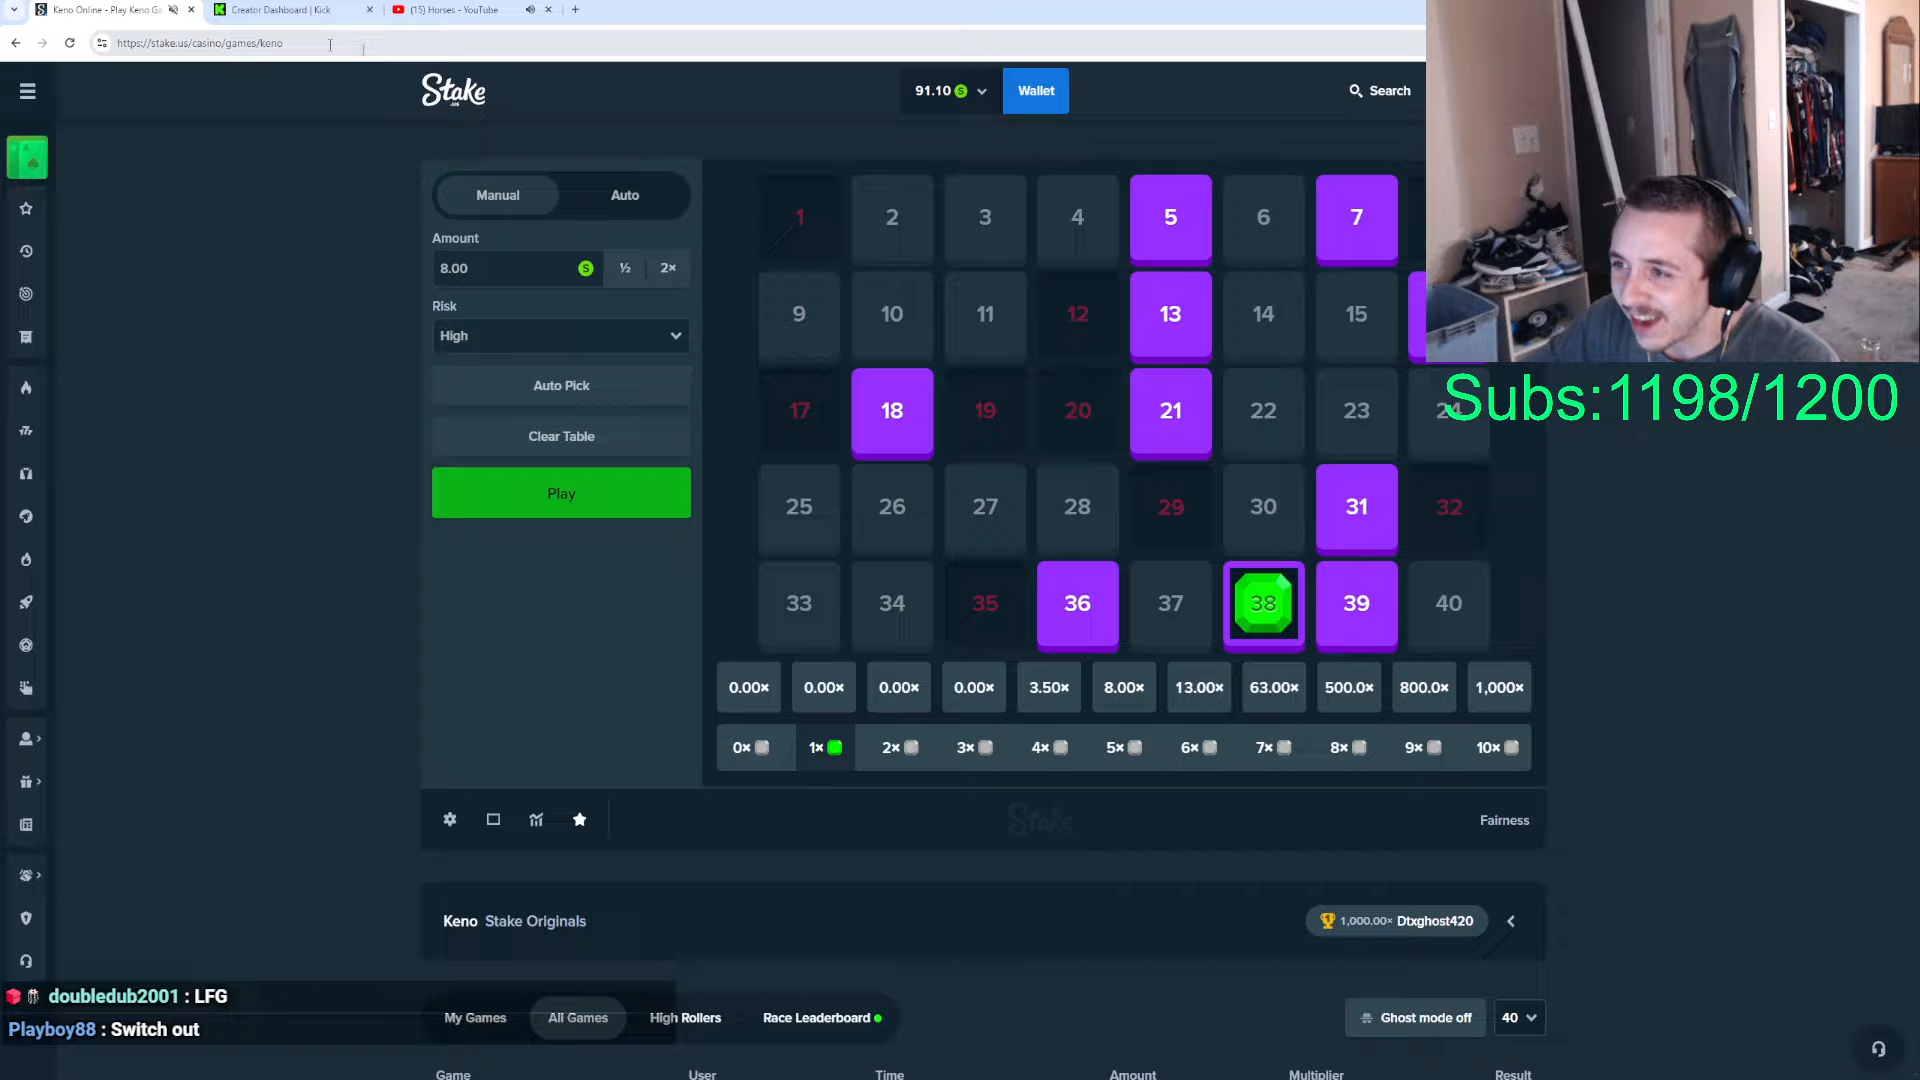 Keno Online - Play Keno Ga
Creator Dashboard | Kick
(15) Horses - YouTube
https://stake.us/casino/games/keno
Stake
91.10
Wallet
Search
Manual Auto
Amount
8.00 ½ 2×
Risk
High
Auto Pick
Clear Table
Play
1 2 3 4 5 6 7
9 10 11 12 13 14 15
17 18 19 20 21 22 23 24
25 26 27 28 29 30 31 32
33 34 35 36 37 38 39 40
0.00× 0.00× 0.00× 0.00× 3.50× 8.00× 13.00× 63.00× 500.0× 800.0× 1,000×
0× 1× 2× 3× 4× 5× 6× 7× 8× 9× 10×
Subs:1198/1200
Stake
Fairness
Keno Stake Originals
1,000.00× Dtxghost420
doubledub2001 : LFG
Playboy88 : Switch out
My Games All Games High Rollers Race Leaderboard
Ghost mode off 40
Game User Time Amount Multiplier Result